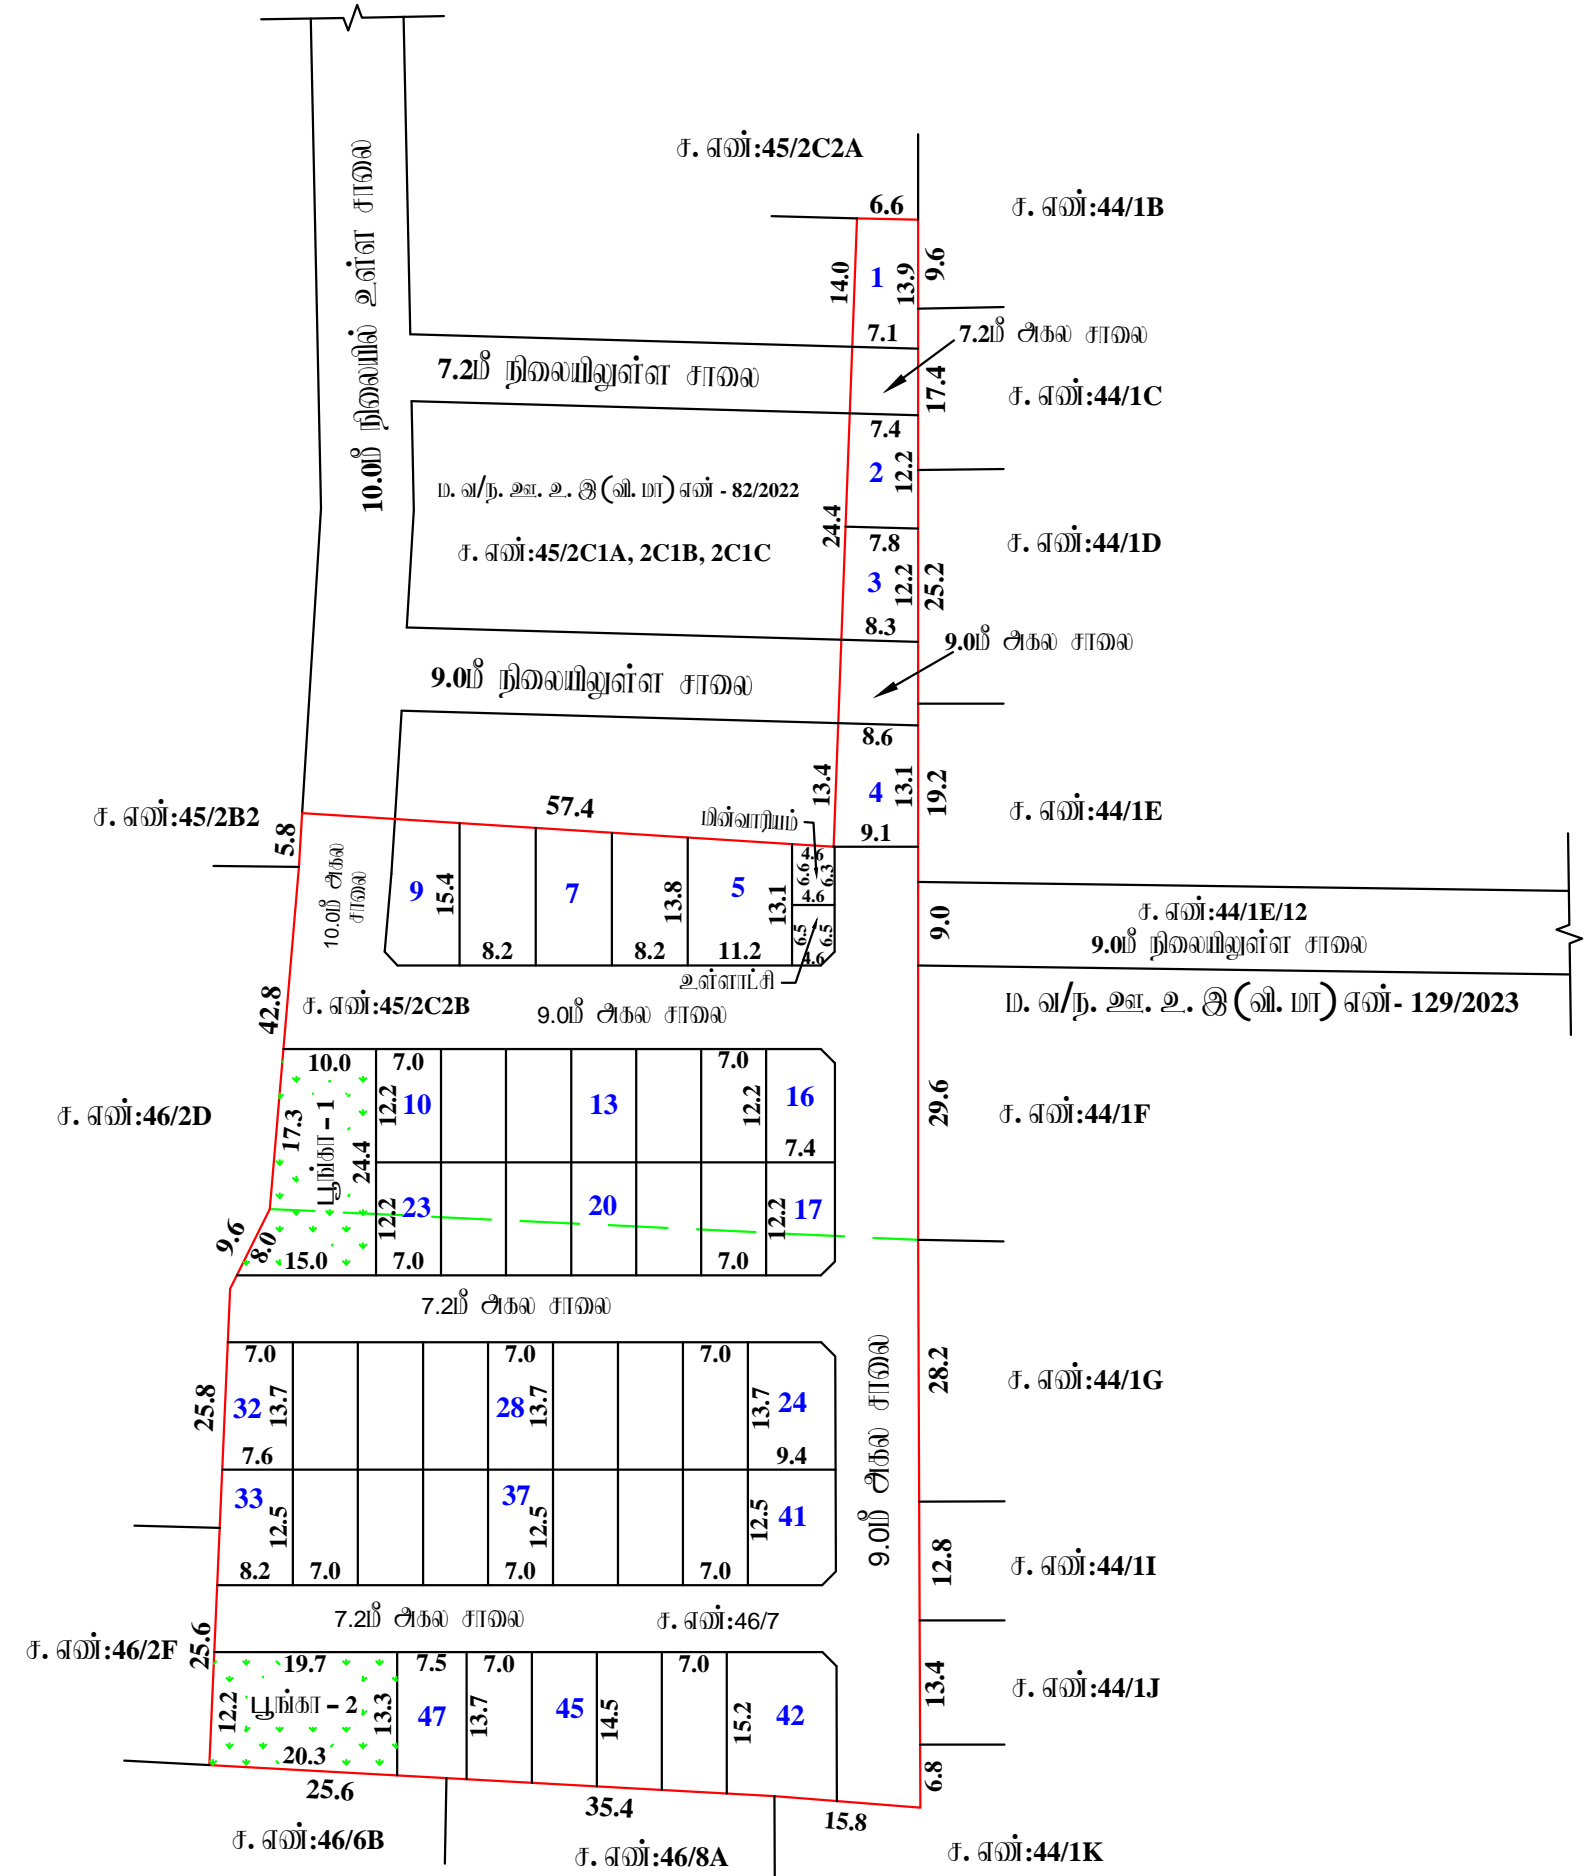 ச. எண்:45/2C2A
6.6
ச. எண்:44/1B
10.0மீ நிலையில் உள்ள சாலை
14.0
1
13.9
9.6
7.1
7.2மீ அகல சாலை
7.2மீ நிலையிலுள்ள சாலை
17.4
ச. எண்:44/1C
7.4
2
12.2
ம. வ/ந. ஊ. உ. இ (வி. மா) எண் - 82/2022
24.4
ச. எண்:45/2C1A, 2C1B, 2C1C
7.8
ச. எண்:44/1D
3
12.2
25.2
8.3
9.0மீ அகல சாலை
9.0மீ நிலையிலுள்ள சாலை
8.6
13.4
4
13.1
19.2
57.4
ச. எண்:45/2B2
மின்வாரியம்
9.1
ச. எண்:44/1E
5.8
10.0மீ அகல
சாலை
9
15.4
7
13.8
5
13.1
4.6
6.6
6.3
4.6
8.2
8.2
11.2
6.5
6.5
4.6
9.0
ச. எண்:44/1E/12
9.0மீ நிலையிலுள்ள சாலை
உள்ளாட்சி
ம. வ/ந. ஊ. உ. இ (வி. மா) எண்- 129/2023
42.8
ச. எண்:45/2C2B
9.0மீ அகல சாலை
10.0
7.0
7.0
ச. எண்:46/2D
17.3
பூங்கா - 1
24.4
12.2
10
13
12.2
16
7.4
29.6
ச. எண்:44/1F
12.2
23
20
12.2
17
9.6
8.0
15.0
7.0
7.0
7.2மீ அகல சாலை
7.0
7.0
7.0
25.8
32
13.7
28
13.7
13.7
24
7.6
9.4
9.0மீ அகல சாலை
28.2
ச. எண்:44/1G
33
12.5
37
12.5
12.5
41
8.2
7.0
7.0
7.0
12.8
ச. எண்:44/1I
7.2மீ அகல சாலை
ச. எண்:46/7
ச. எண்:46/2F
25.6
19.7
7.5
7.0
7.0
12.2
பூங்கா - 2
13.3
47
13.7
45
14.5
15.2
42
13.4
ச. எண்:44/1J
20.3
6.8
25.6
35.4
15.8
ச. எண்:46/6B
ச. எண்:46/8A
ச. எண்:44/1K